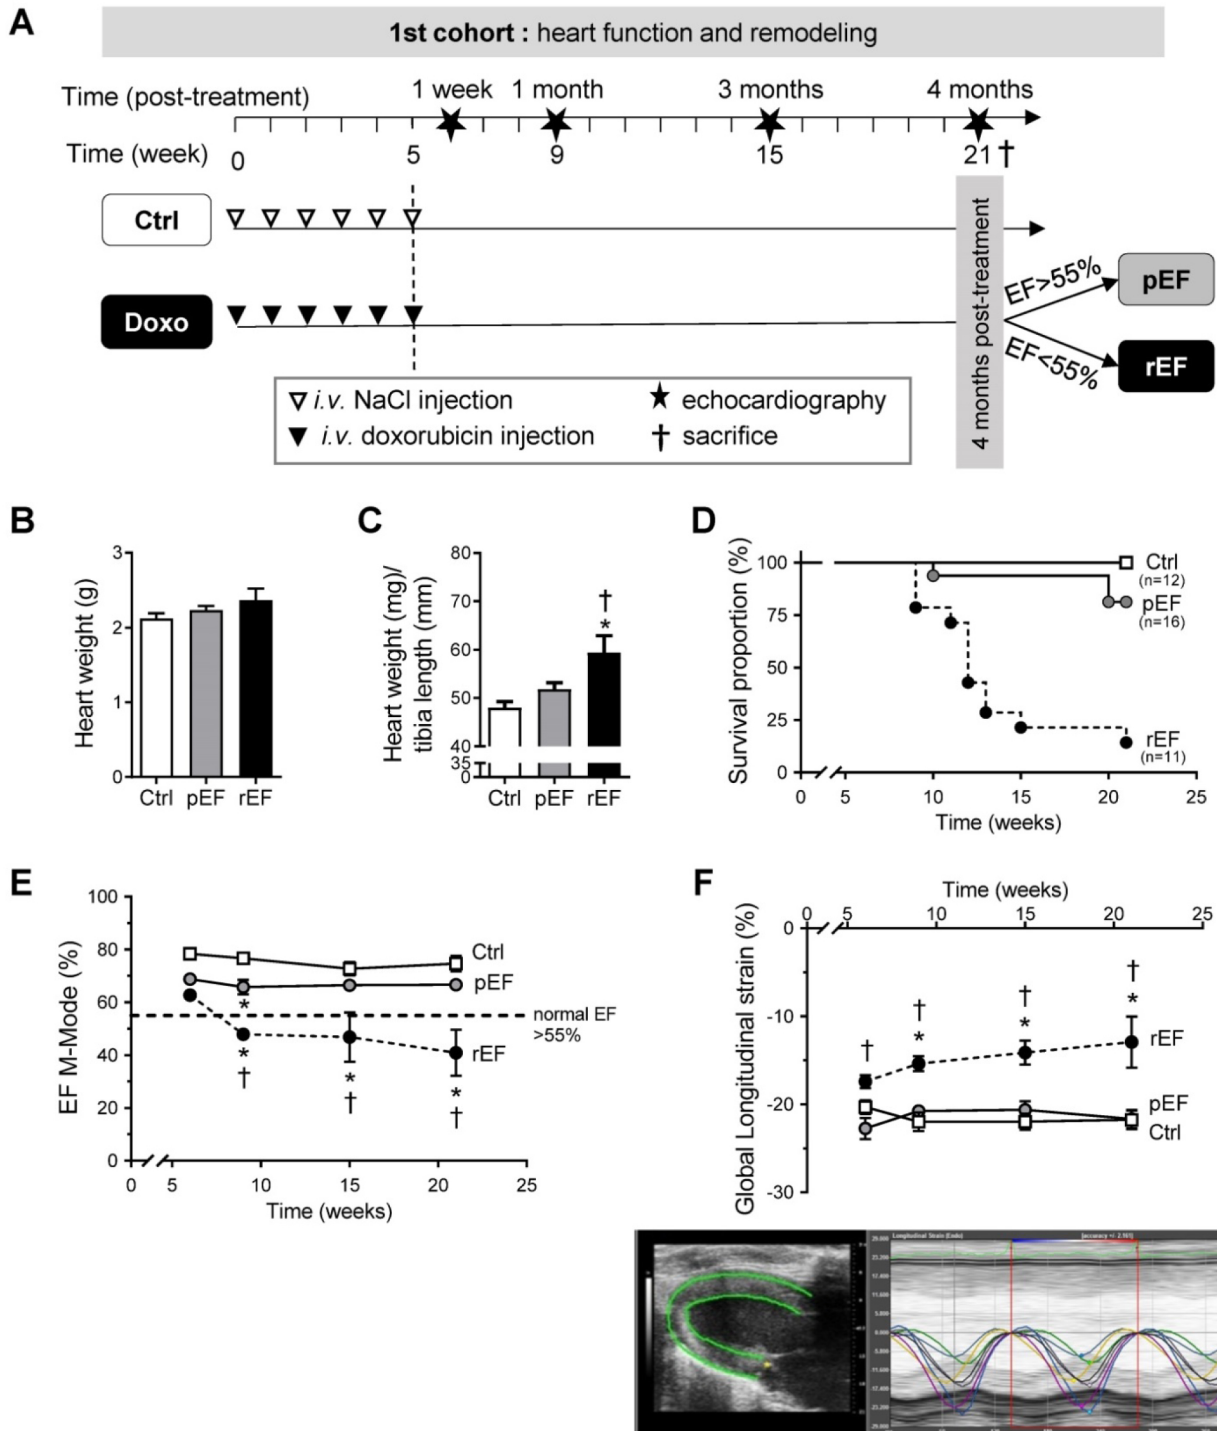 A
1st cohort : heart function and remodeling
Time (post-treatment)
1 week 1 month 3 months 4 months
Time (week) 0 5 9 15 21 †
Ctrl
Doxo
4 months post-treatment
EF>55%
pEF
EF<55%
rEF
i.v. NaCl injection
echocardiography
i.v. doxorubicin injection
† sacrifice
B
Heart weight (g)
3
2
1
0
Ctrl pEF rEF
C
Heart weight (mg)/
tibia length (mm)
80
70
60
50
40
35
0
†
*
Ctrl pEF rEF
D
Survival proportion (%)
100
75
50
25
0
Ctrl
(n=12)
pEF
(n=16)
rEF
(n=11)
0 5 10 15 20 25
Time (weeks)
E
EF M-Mode (%)
100
80
60
40
20
0
Ctrl
pEF
normal EF
>55%
rEF
*
* * *
† † †
0 5 10 15 20 25
Time (weeks)
F
Time (weeks)
0 5 10 15 20 25
Global Longitudinal strain (%)
0
-10
-20
-30
† † † †
* * *
rEF
pEF
Ctrl
Longitudinal Strain (Endo)
[accuracy +/- 2.161]